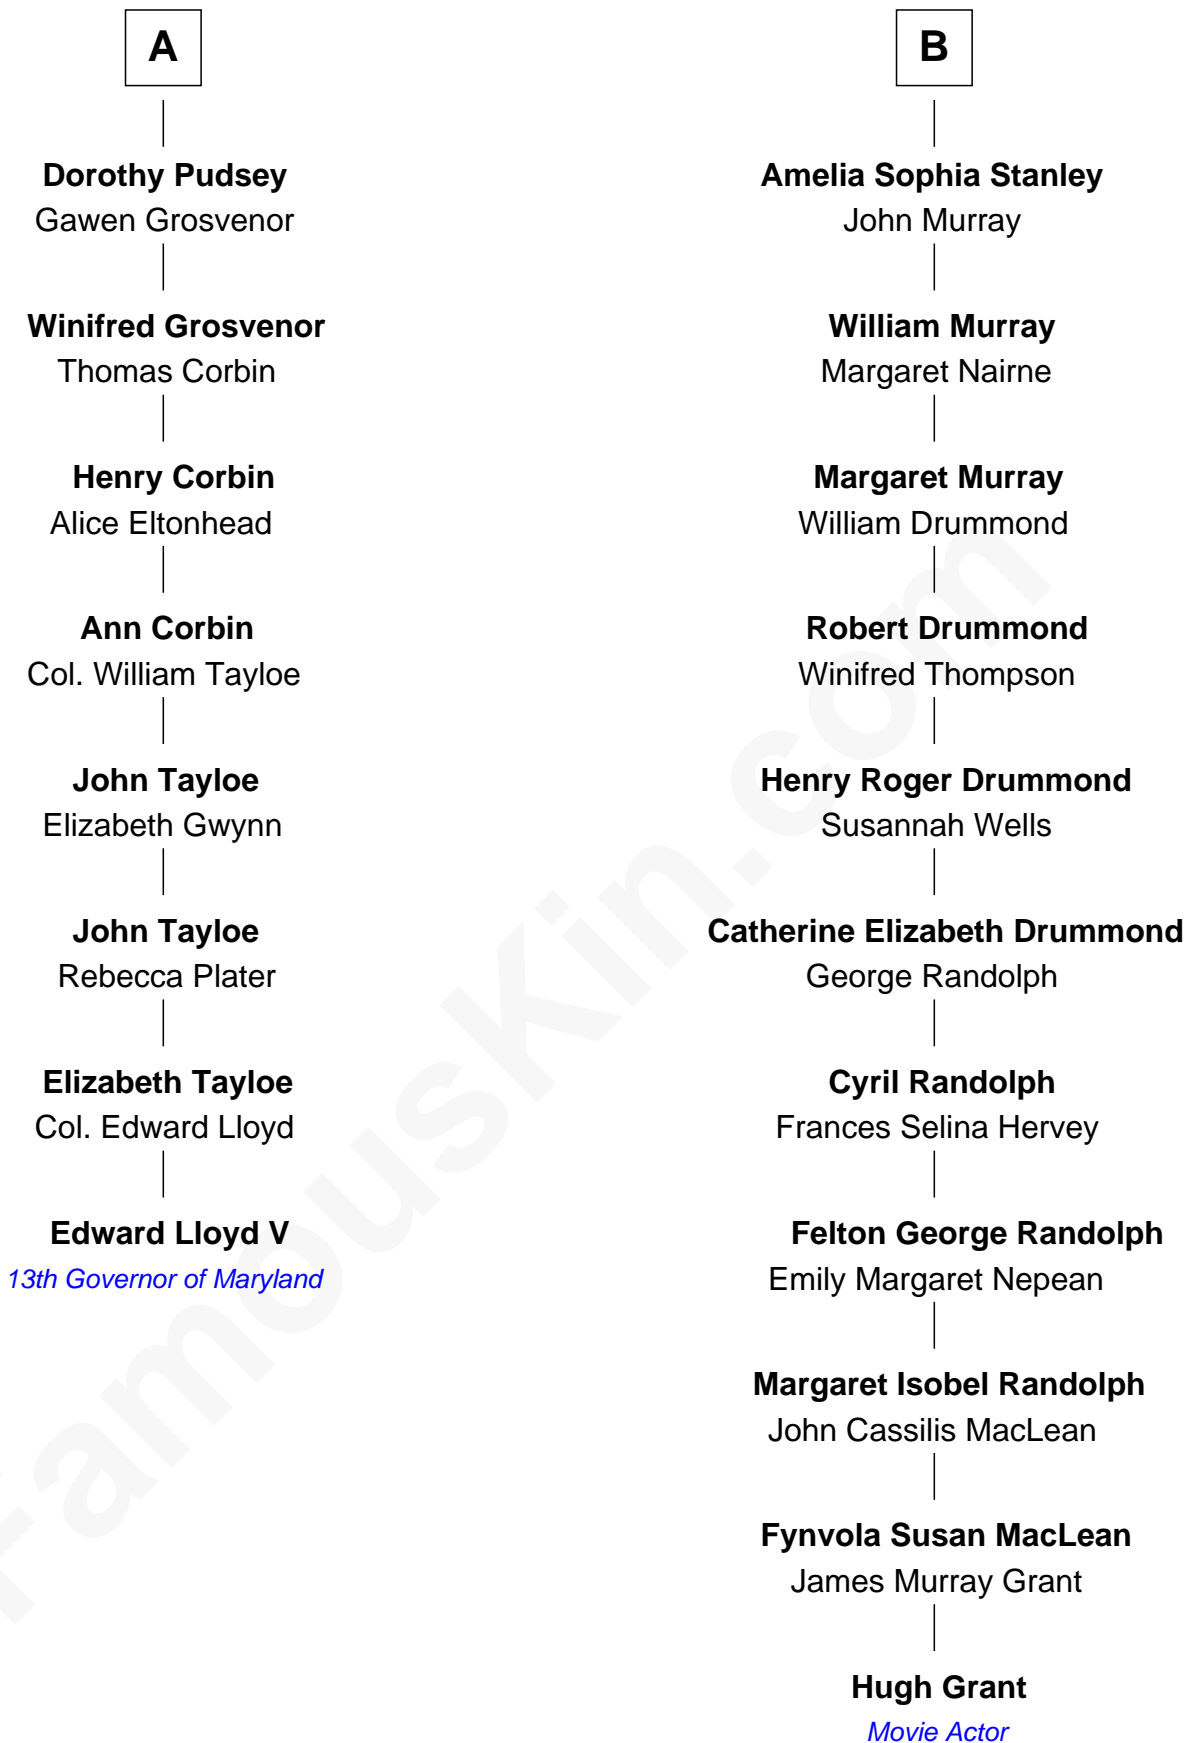 A
Dorothy Pudsey
Gawen Grosvenor
Winifred Grosvenor
Thomas Corbin
Henry Corbin
Alice Eltonhead
Ann Corbin
Col. William Tayloe
John Tayloe
Elizabeth Gwynn
John Tayloe
Rebecca Plater
Elizabeth Tayloe
Col. Edward Lloyd
Edward Lloyd V
13th Governor of Maryland
B
Amelia Sophia Stanley
John Murray
William Murray
Margaret Nairne
Margaret Murray
William Drummond
Robert Drummond
Winifred Thompson
Henry Roger Drummond
Susannah Wells
Catherine Elizabeth Drummond
George Randolph
Cyril Randolph
Frances Selina Hervey
Felton George Randolph
Emily Margaret Nepean
Margaret Isobel Randolph
John Cassilis MacLean
Fynvola Susan MacLean
James Murray Grant
Hugh Grant
Movie Actor
FamousKin.com